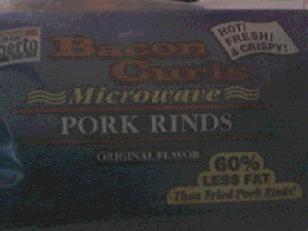 Bacon
Curls
HOT!
FRESH!
& CRISPY!
Microwave
PORK RINDS
ORIGINAL FLAVOR
60%
LESS FAT
Than Fried Pork Rinds!